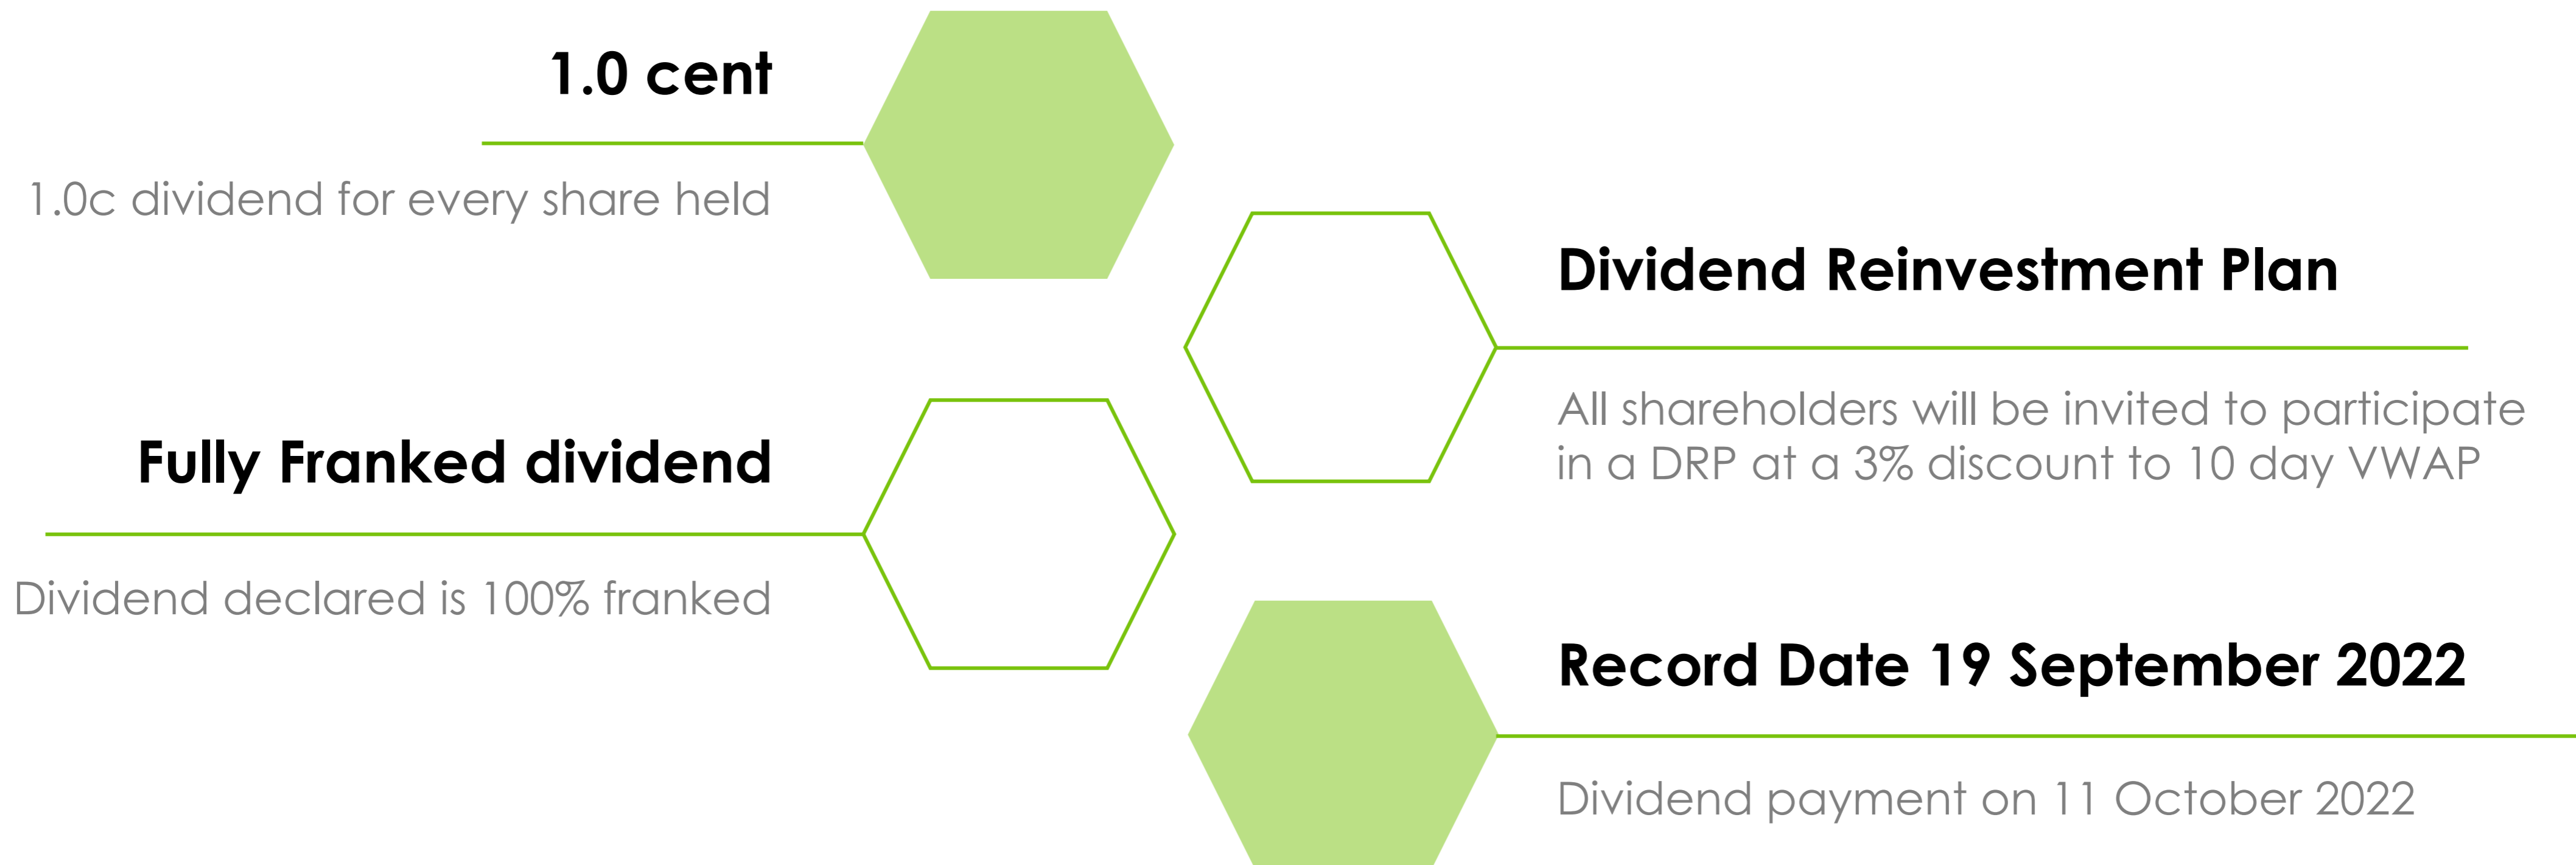 1.0 cent
1.0c dividend for every share held
Dividend Reinvestment Plan
All shareholders will be invited to participate
in a DRP at a 3% discount to 10 day VWAP
Fully Franked dividend
Dividend declared is 100% franked
Record Date 19 September 2022
Dividend payment on 11 October 2022